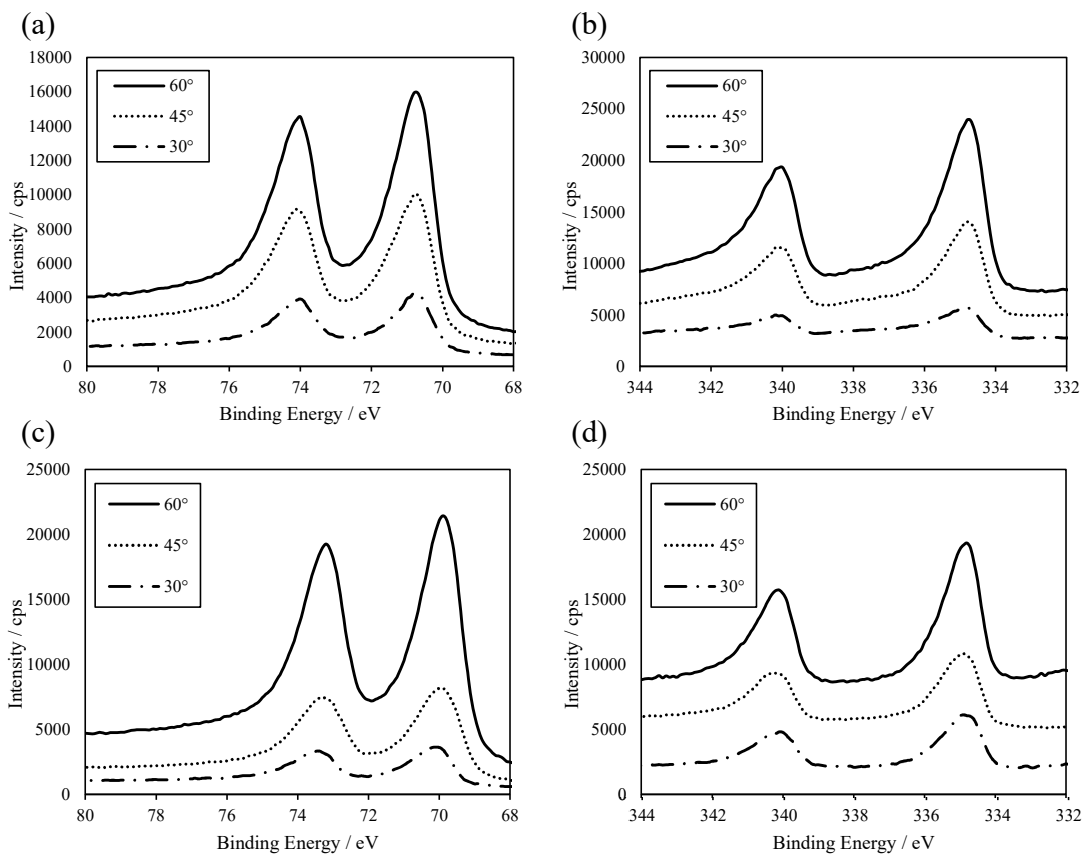 (a)
18000
16000
14000
12000
10000
8000
6000
4000
2000
0
Intensity / cps
60°
45°
30°
80 78 76 74 72 70 68
Binding Energy / eV
(b)
30000
25000
20000
15000
10000
5000
0
Intensity / cps
60°
45°
30°
344 342 340 338 336 334 332
Binding Energy / eV
(c)
25000
20000
15000
10000
5000
0
Intensity / cps
60°
45°
30°
80 78 76 74 72 70 68
Binding Energy / eV
(d)
25000
20000
15000
10000
5000
0
Intensity / cps
60°
45°
30°
344 342 340 338 336 334 332
Binding Energy / eV